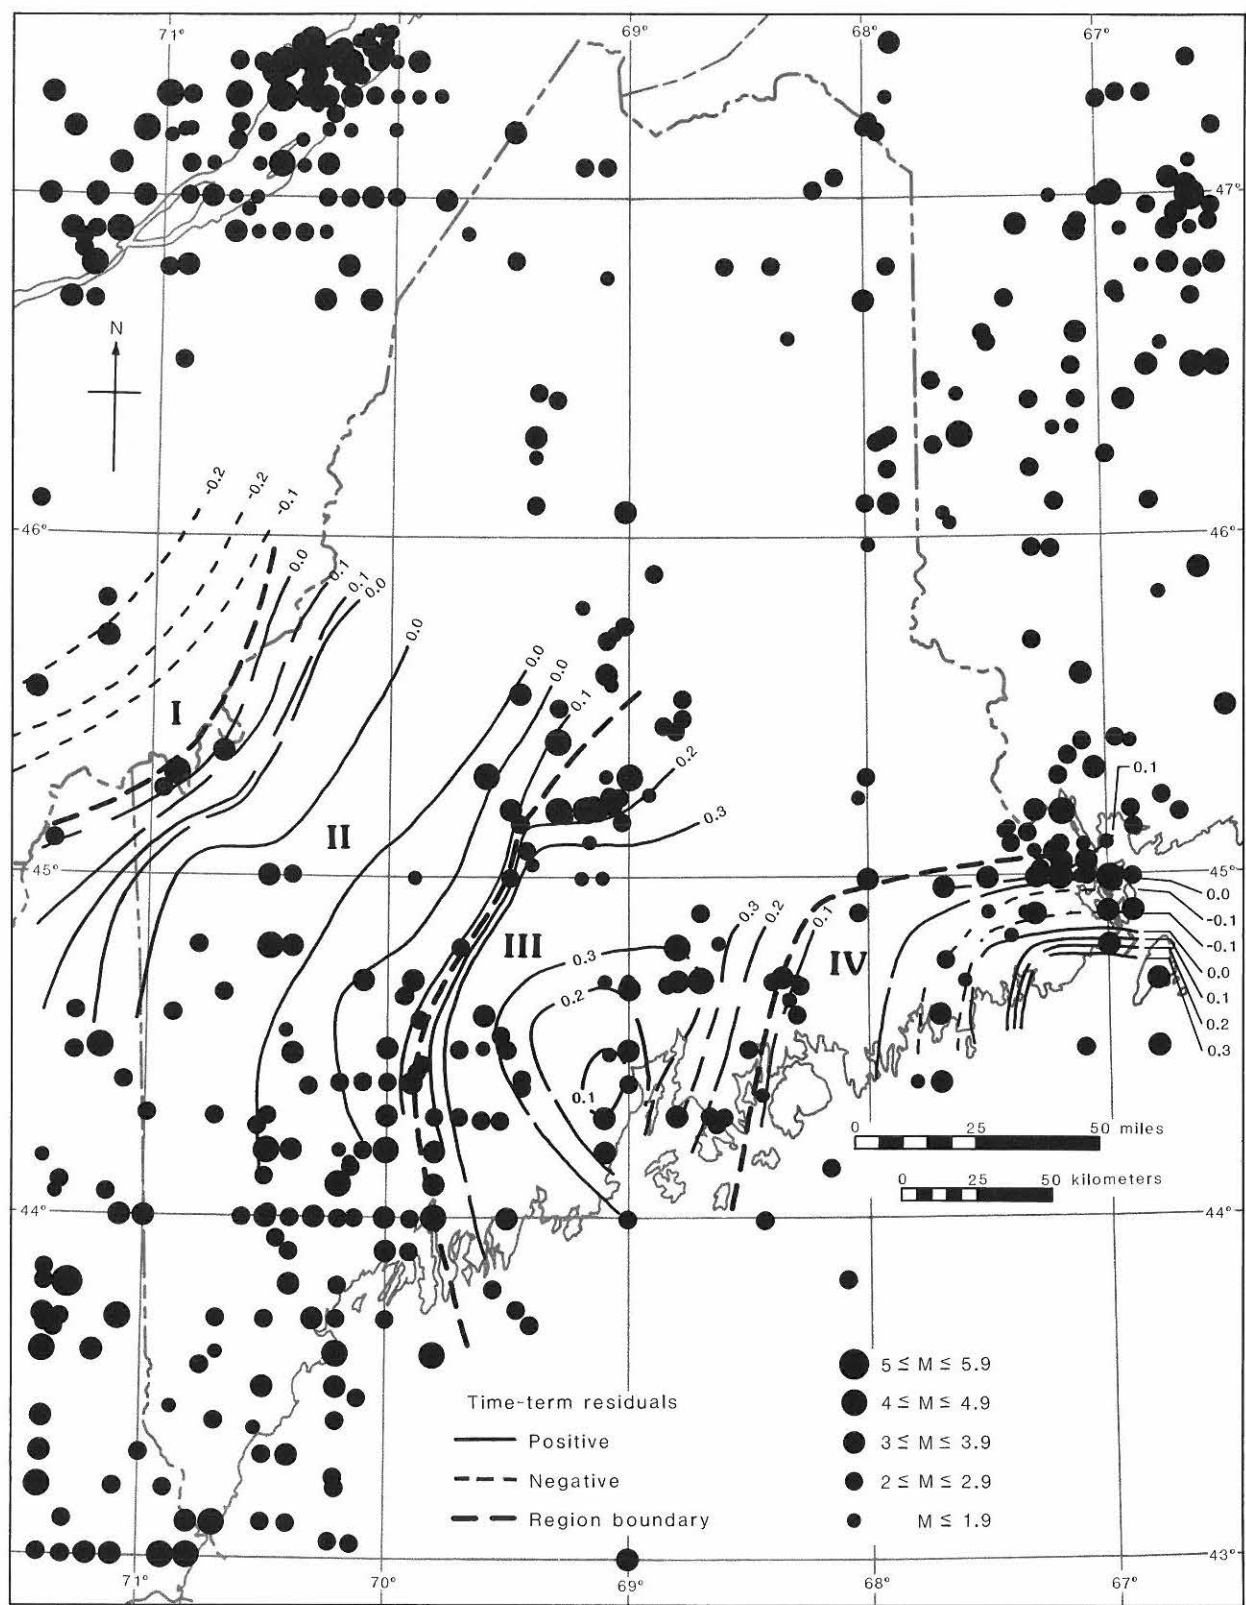 71° 69° 68° 67°
47°
N
-0.2 -0.2 -0.1 0.0 0.1 0.1 0.0
46° 46°
0.0 0.0 0.0 0.1 0.2 0.3
I
0.1
II
45° 45°
0.0
-0.1
-0.1
0.0
0.1
0.2
0.3
0.3 0.2 0.1
III IV
0.3
0.2
0.1
0 25 50 miles
0 25 50 kilometers
44° 44°
5 ≤ M ≤ 5.9
Time-term residuals 4 ≤ M ≤ 4.9
Positive 3 ≤ M ≤ 3.9
Negative 2 ≤ M ≤ 2.9
Region boundary M ≤ 1.9
43°
71° 70° 69° 68° 67°